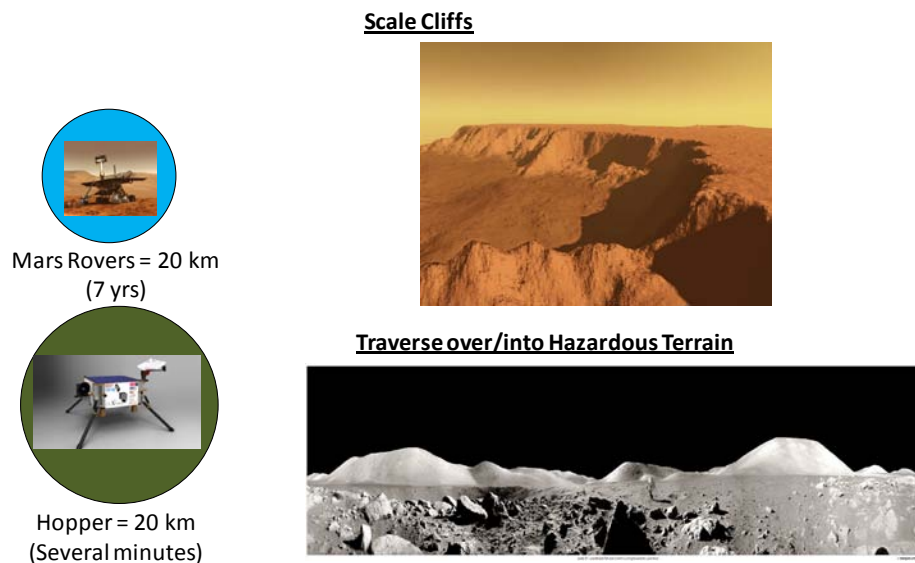 Scale Cliffs
Mars Rovers = 20 km
(7 yrs)
Traverse over/into Hazardous Terrain
Hopper = 20 km
(Several minutes)